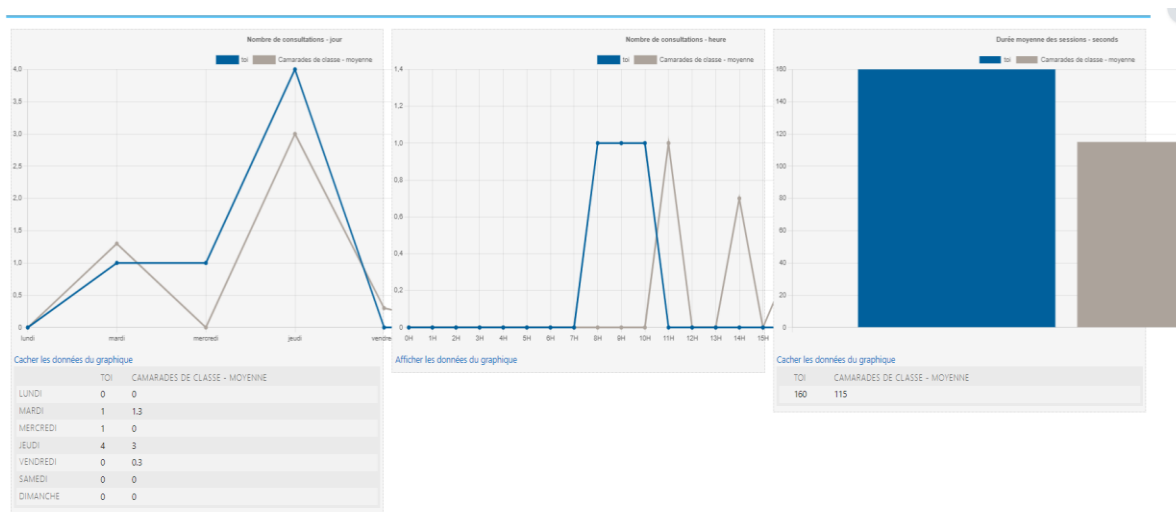 Nombre de consultations - jour
toi Camarades de classe - moyenne
4,0
3,5
3,0
2,5
2,0
1,5
1,0
0,5
0
lundi mardi mercredi jeudi vendre
Cacher les données du graphique
TOI CAMARADES DE CLASSE - MOYENNE
LUNDI 0 0
MARDI 1 1.3
MERCREDI 1 0
JEUDI 4 3
VENDREDI 0 0.3
SAMEDI 0 0
DIMANCHE 0 0
Nombre de consultations - heure
toi Camarades de classe - moyenne
1,4
1,2
1,0
0,8
0,6
0,4
0,2
0
0H 1H 2H 3H 4H 5H 6H 7H 8H 9H 10H 11H 12H 13H 14H 15H
Afficher les données du graphique
Durée moyenne des sessions - seconds
toi Camarades de classe - moyenne
160
140
120
100
80
60
40
20
0
Cacher les données du graphique
TOI CAMARADES DE CLASSE - MOYENNE
160 115